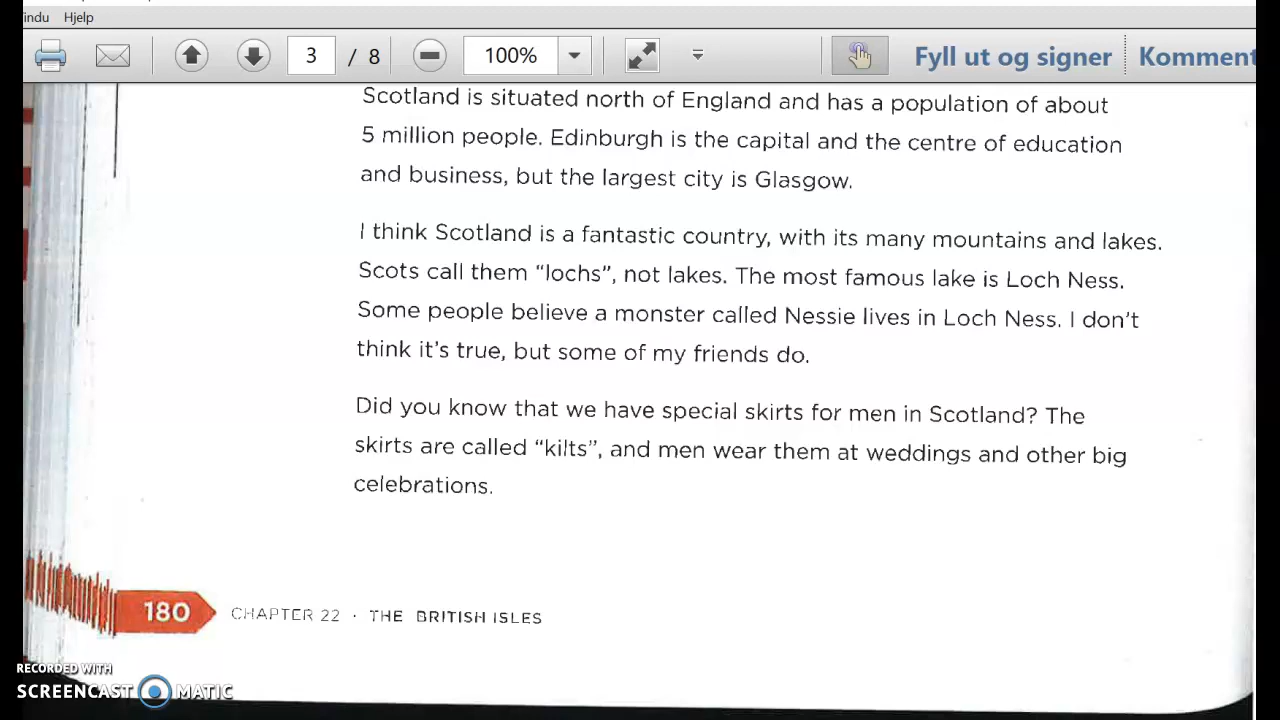 indu Hjelp
3 / 8 100% Fyll ut og signer Komment
Scotland is situated north of England and has a population of about
5 million people. Edinburgh is the capital and the centre of education
and business, but the largest city is Glasgow.
I think Scotland is a fantastic country, with its many mountains and lakes.
Scots call them “lochs”, not lakes. The most famous lake is Loch Ness.
Some people believe a monster called Nessie lives in Loch Ness. I don’t
think it’s true, but some of my friends do.
Did you know that we have special skirts for men in Scotland? The
skirts are called “kilts”, and men wear them at weddings and other big
celebrations.
180 CHAPTER 22 · THE BRITISH ISLES
RECORDED WITH
SCREENCAST MATIC